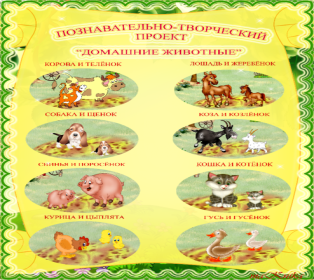 ПОЗНАВАТЕЛЬНО-ТВОРЧЕСКИЙ
ПРОЕКТ
"ДОМАШНИЕ ЖИВОТНЫЕ"
КОРОВА И ТЕЛЁНОК
ЛОШАДЬ И ЖЕРЕБЁНОК
СОБАКА И ЩЕНОК
КОЗА И КОЗЛЁНОК
СВИНЬЯ И ПОРОСЁНОК
КОШКА И КОТЁНОК
КУРИЦА И ЦЫПЛЯТА
ГУСЬ И ГУСЁНОК